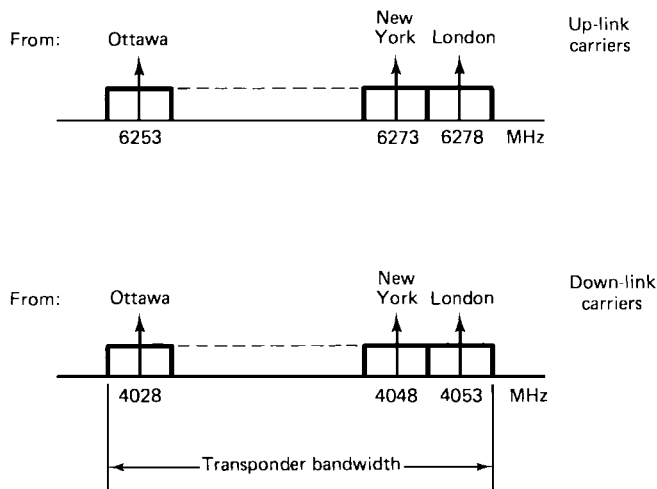 From: Ottawa New York London Up-link carriers
6253 6273 6278 MHz
From: Ottawa New York London Down-link carriers
4028 4048 4053 MHz
Transponder bandwidth